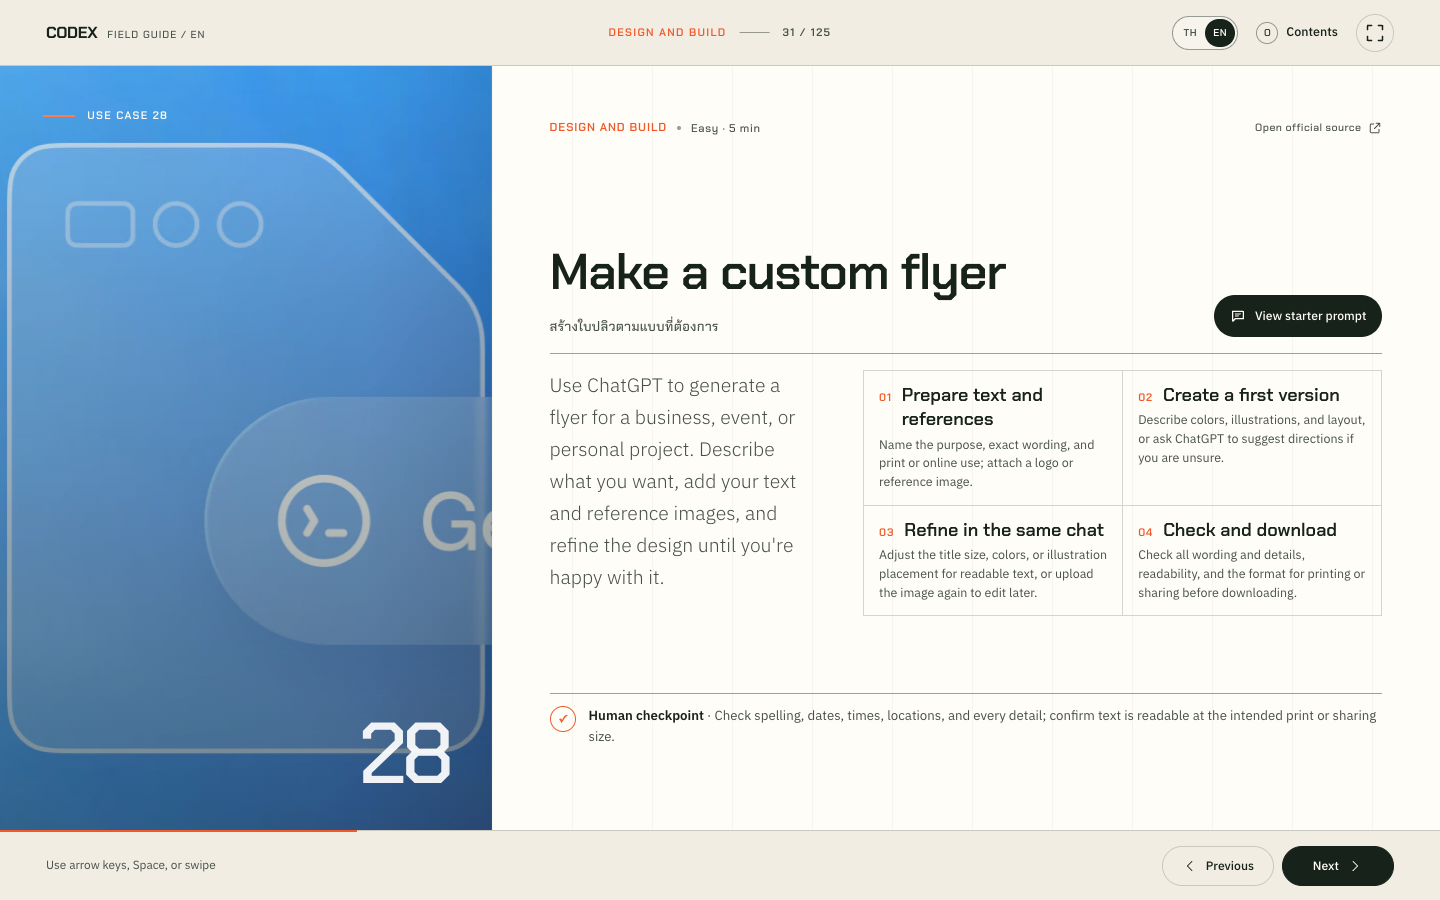 CODEX FIELD GUIDE / EN
DESIGN AND BUILD 31 / 125
TH EN
O Contents
USE CASE 28
Ge
28
DESIGN AND BUILD • Easy · 5 min
Open official source
Make a custom flyer
สร้างใบปลิวตามแบบที่ต้องการ
View starter prompt
Use ChatGPT to generate a
flyer for a business, event, or
personal project. Describe
what you want, add your text
and reference images, and
refine the design until you're
happy with it.
01 Prepare text and
references
Name the purpose, exact wording, and
print or online use; attach a logo or
reference image.
02 Create a first version
Describe colors, illustrations, and layout,
or ask ChatGPT to suggest directions if
you are unsure.
03 Refine in the same chat
Adjust the title size, colors, or illustration
placement for readable text, or upload
the image again to edit later.
04 Check and download
Check all wording and details,
readability, and the format for printing or
sharing before downloading.
✓ Human checkpoint · Check spelling, dates, times, locations, and every detail; confirm text is readable at the intended print or sharing
size.
Use arrow keys, Space, or swipe
Previous
Next